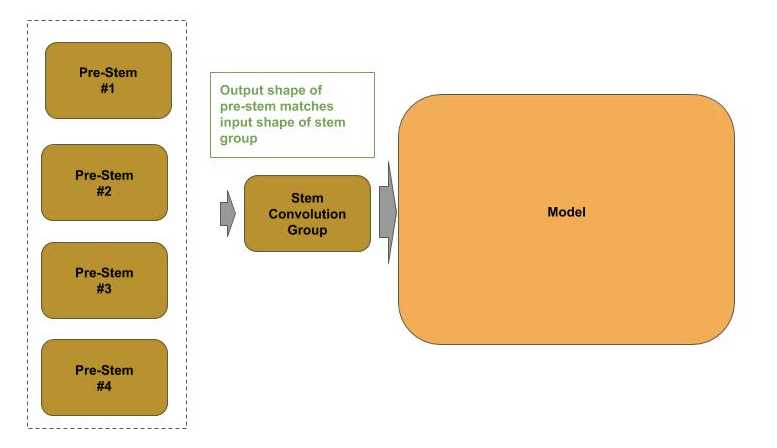 Pre-Stem
#1
Pre-Stem
#2
Pre-Stem
#3
Pre-Stem
#4
Output shape of
pre-stem matches
input shape of stem
group
Stem
Convolution
Group
Model